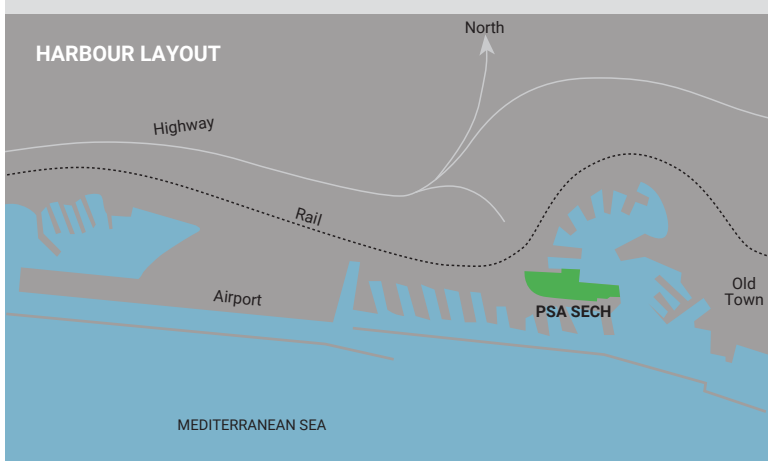 North
HARBOUR LAYOUT
Highway
Rail
Airport
Old
Town
PSA SECH
MEDITERRANEAN SEA